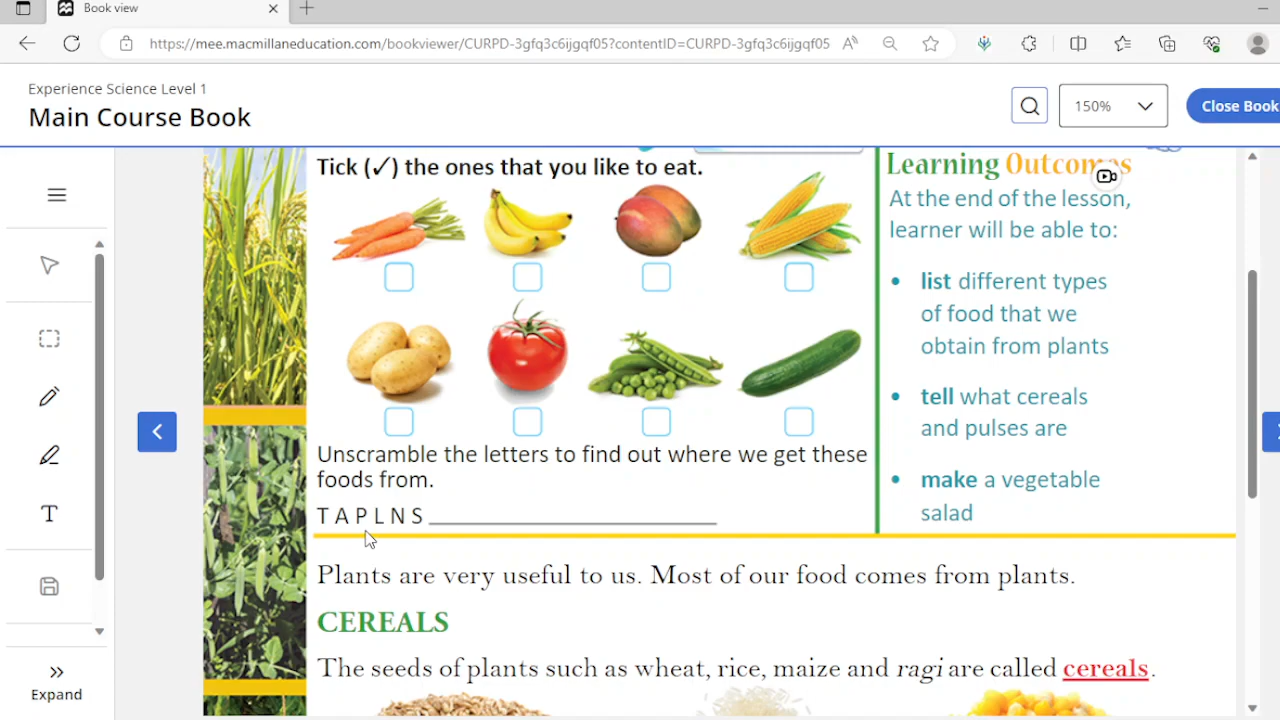 Book view
https://mee.macmillaneducation.com/bookviewer/CURPD-3gfq3c6ijgqf05?contentID=CURPD-3gfq3c6ijgqf05
Experience Science Level 1
Main Course Book
150%
Close Book
Tick (✓) the ones that you like to eat.
Unscramble the letters to find out where we get these
foods from.
T A P L N S
Learning Outcomes
At the end of the lesson,
learner will be able to:
• list different types
of food that we
obtain from plants
• tell what cereals
and pulses are
• make a vegetable
salad
Plants are very useful to us. Most of our food comes from plants.
CEREALS
The seeds of plants such as wheat, rice, maize and ragi are called cereals.
T
Expand